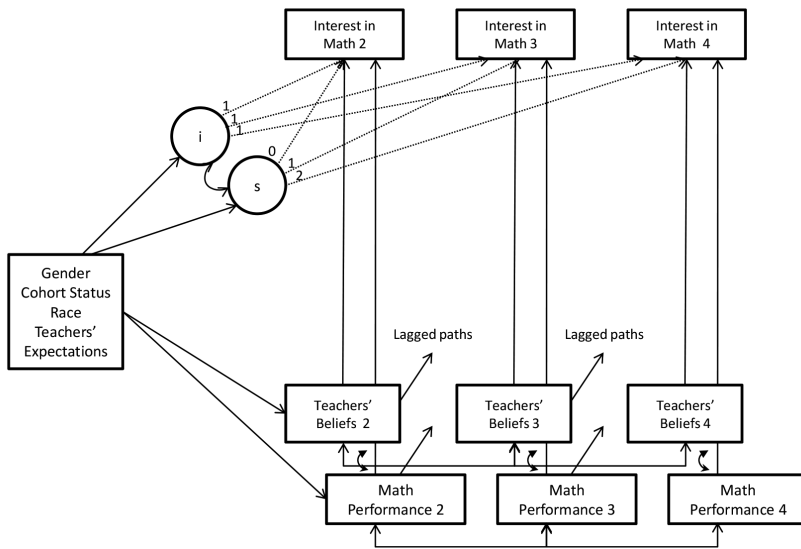 Interest in
Math 2
Interest in
Math 3
Interest in
Math 4
1
1
1
i
0
1
2
s
Gender
Cohort Status
Race
Teachers'
Expectations
Lagged paths
Lagged paths
Teachers'
Beliefs 2
Teachers'
Beliefs 3
Teachers'
Beliefs 4
Math
Performance 2
Math
Performance 3
Math
Performance 4